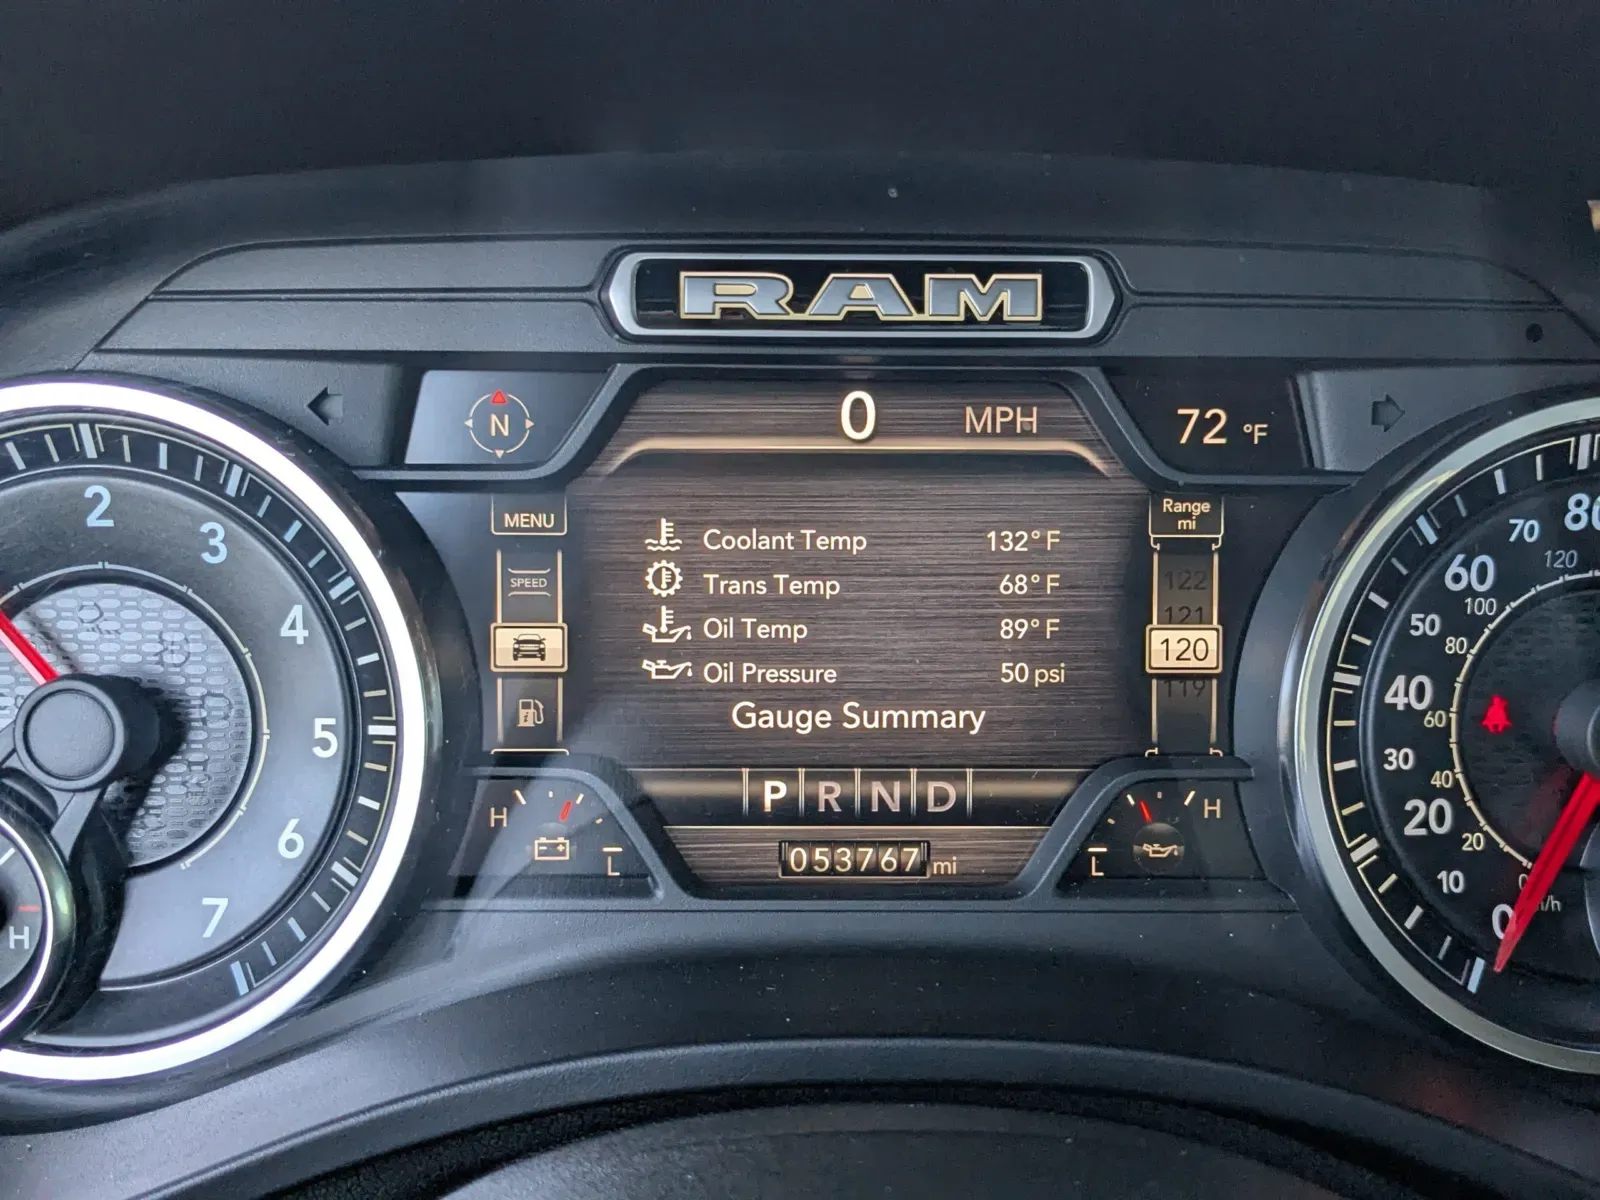 RAM
N
0 MPH
72 °F
MENU
SPEED
Range
mi
122
121
120
119
Coolant Temp 132°F
Trans Temp 68°F
Oil Temp 89°F
Oil Pressure 50 psi
Gauge Summary
P R N D
053767 mi
H
L
L
H
2
3
4
5
6
7
H
80
70
60
50
40
30
20
10
0
120
100
80
60
40
20